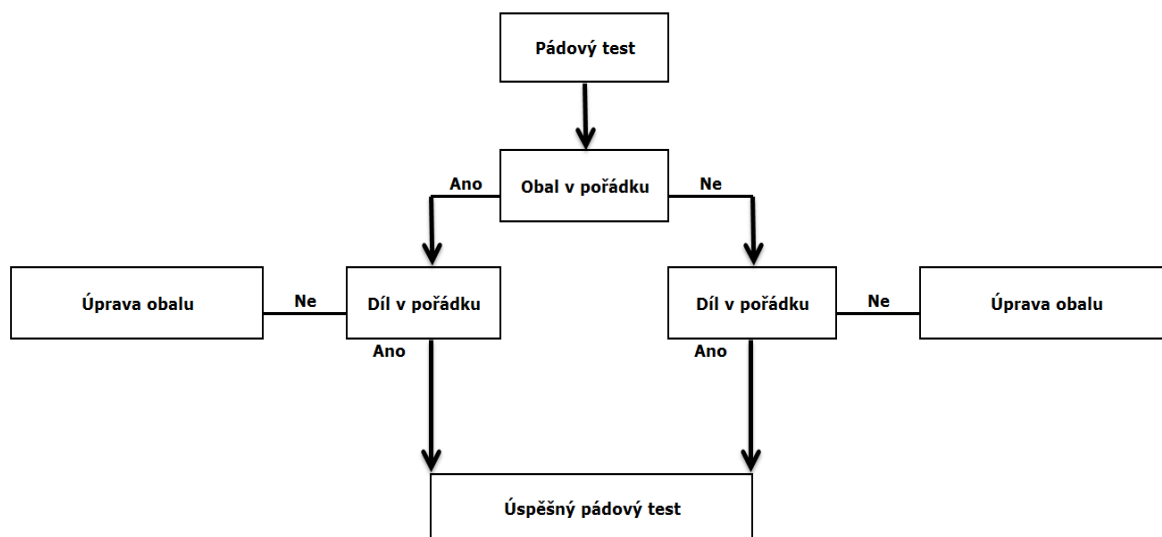 Pádový test
Obal v pořádku
Ano
Ne
Úprava obalu
Ne
Díl v pořádku
Díl v pořádku
Ne
Úprava obalu
Ano
Ano
Úspěšný pádový test